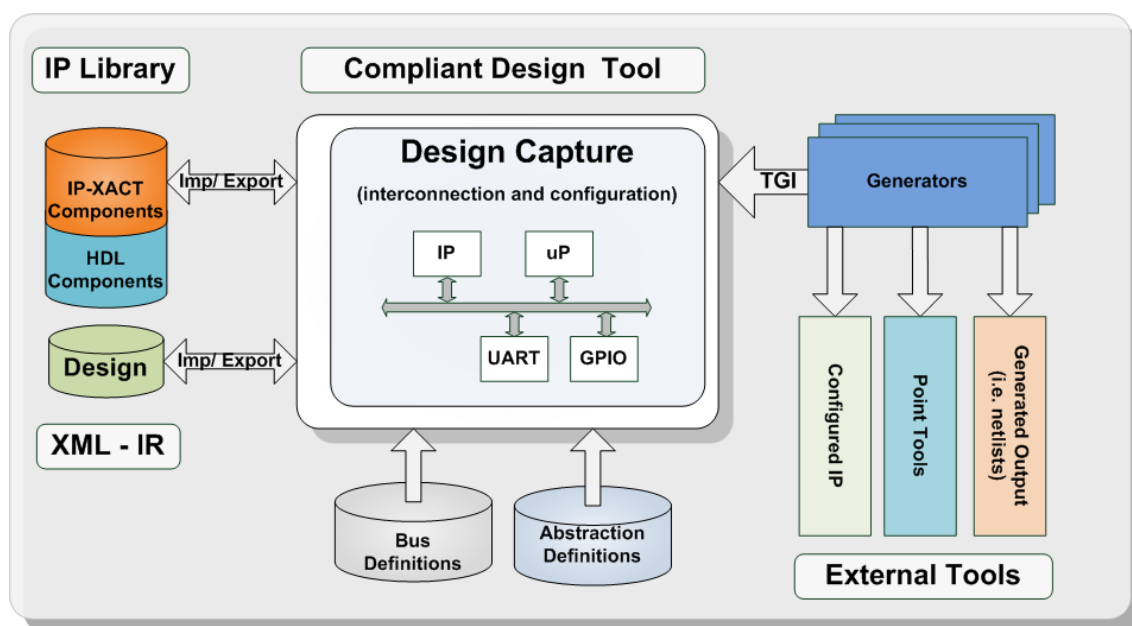 IP Library
Compliant Design Tool
IP-XACT
Components
HDL
Components
Imp/ Export
Design
Imp/ Export
XML - IR
Design Capture
(interconnection and configuration)
IP
uP
UART
GPIO
Bus
Definitions
Abstraction
Definitions
TGI
Generators
Configured IP
Point Tools
Generated Output
(i.e. netlists)
External Tools